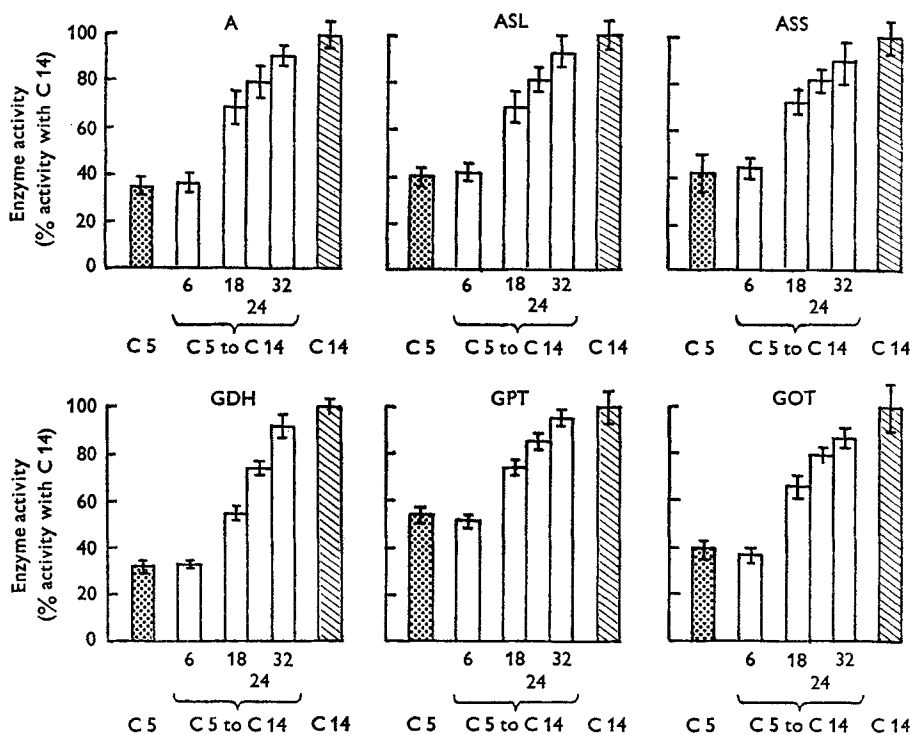 A ASL ASS
Enzyme activity
(% activity with C 14)
100
80
60
40
20
0
6 18 32 6 18 32 6 18 32
24 24 24
C 5 C 5 to C 14 C 14 C 5 C 5 to C 14 C 14 C 5 C 5 to C 14 C 14
GDH GPT GOT
Enzyme activity
(% activity with C 14)
100
80
60
40
20
0
6 18 32 6 18 32 6 18 32
24 24 24
C 5 C 5 to C 14 C 14 C 5 C 5 to C 14 C 14 C 5 C 5 to C 14 C 14